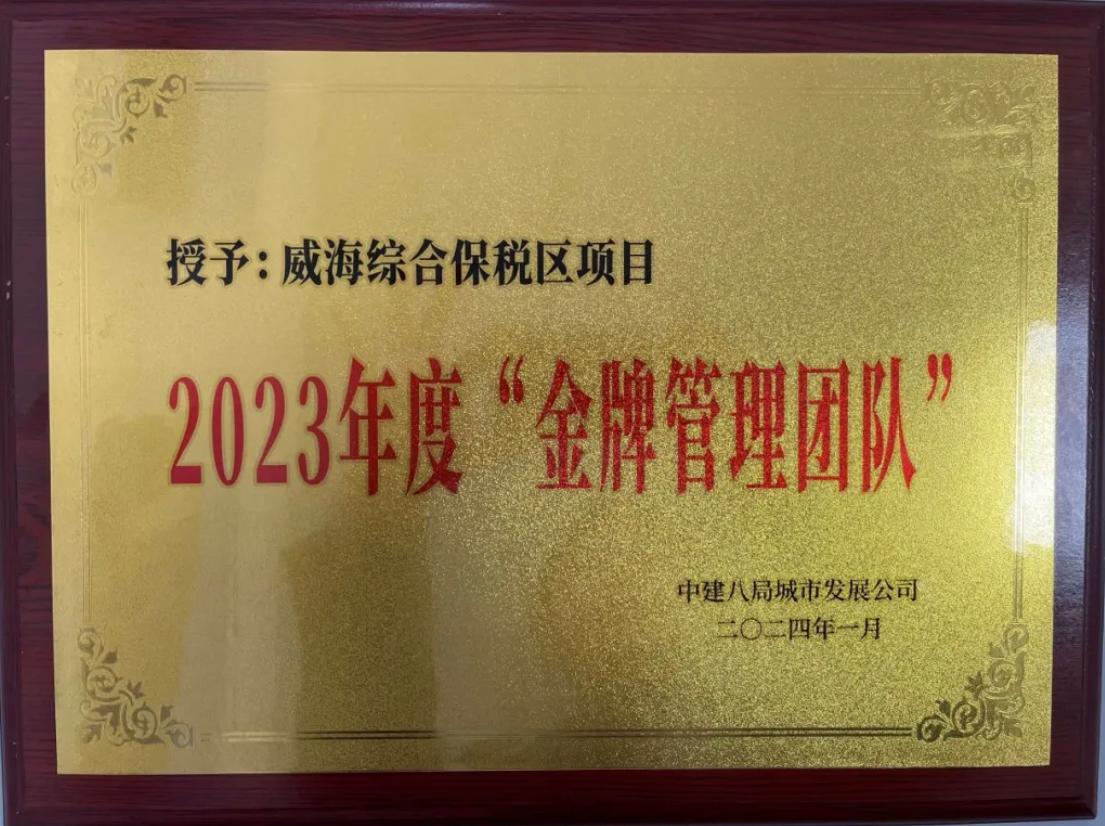 授予：威海综合保税区项目
2023年度“金牌管理团队”
中建八局城市发展公司
二〇二四年一月